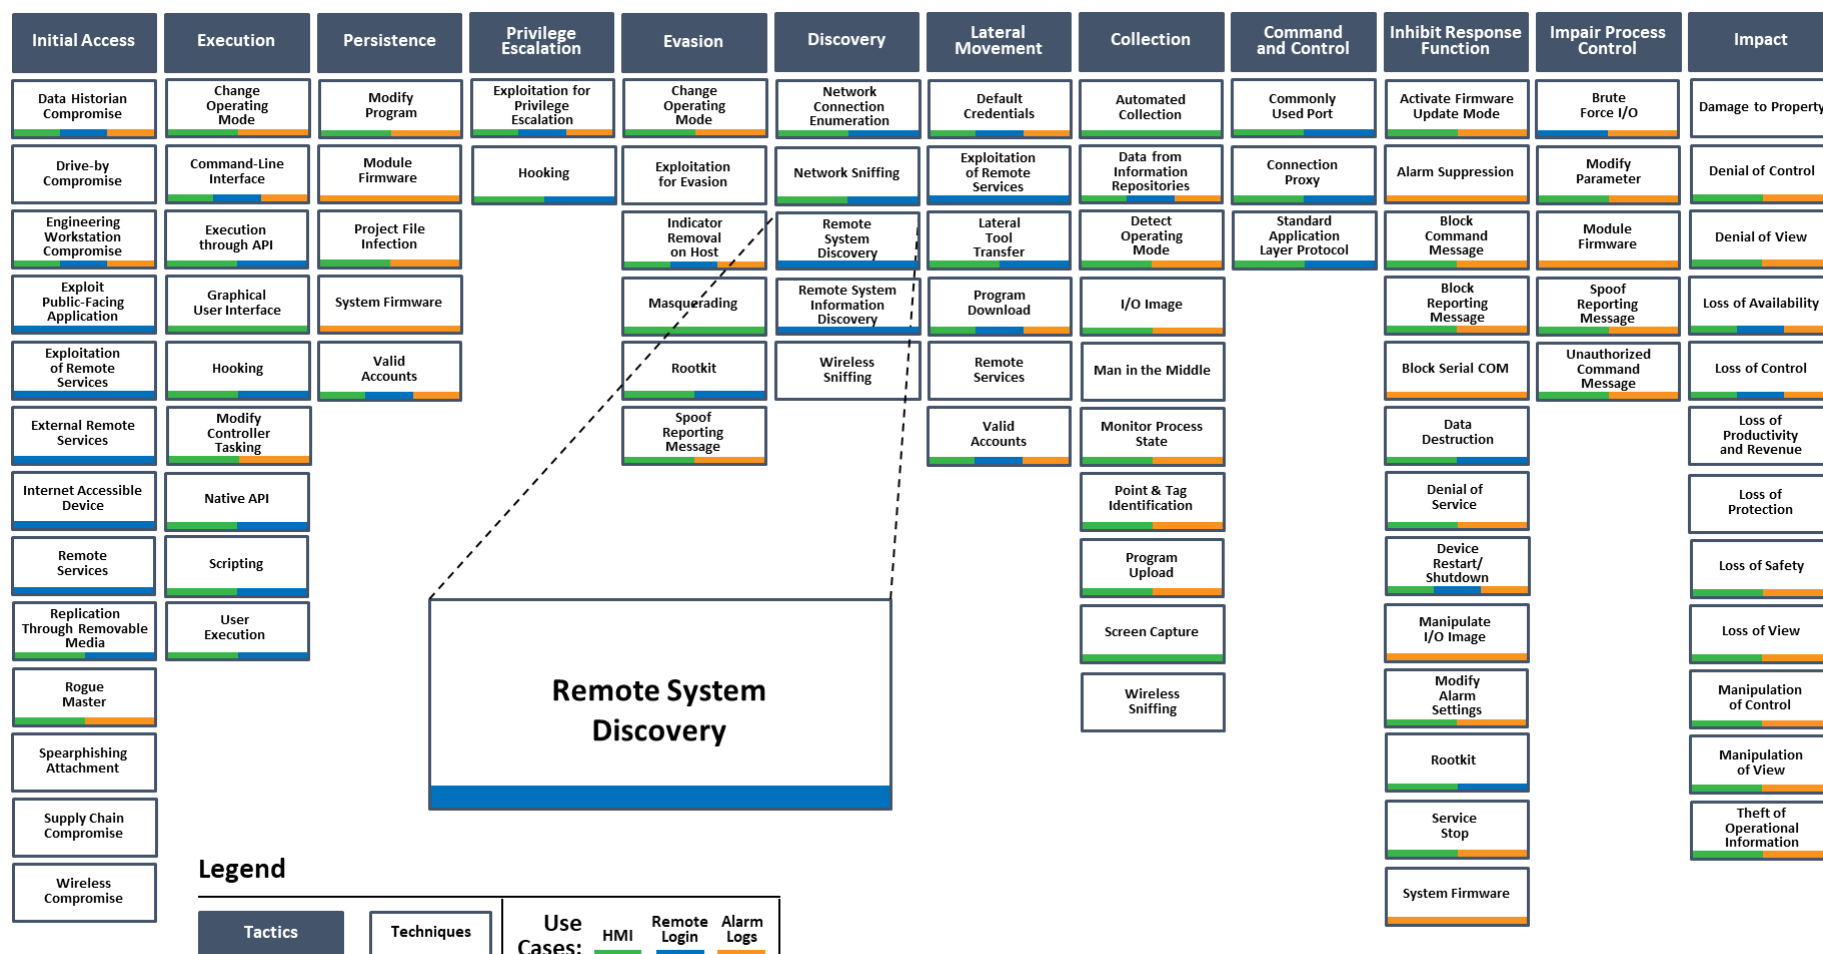 Initial Access
Execution
Persistence
Privilege
Escalation
Evasion
Discovery
Lateral
Movement
Collection
Command
and Control
Inhibit Response
Function
Impair Process
Control
Impact
Data Historian
Compromise
Drive-by
Compromise
Engineering
Workstation
Compromise
Exploit
Public-Facing
Application
Exploitation
of Remote
Services
External Remote
Services
Internet Accessible
Device
Remote
Services
Replication
Through Removable
Media
Rogue
Master
Spearphishing
Attachment
Supply Chain
Compromise
Wireless
Compromise
Change
Operating
Mode
Command-Line
Interface
Execution
through API
Graphical
User Interface
Hooking
Modify
Controller
Tasking
Native API
Scripting
User
Execution
Modify
Program
Module
Firmware
Project File
Infection
System Firmware
Valid
Accounts
Exploitation for
Privilege
Escalation
Hooking
Change
Operating
Mode
Exploitation
for Evasion
Indicator
Removal
on Host
Masquerading
Rootkit
Spoof
Reporting
Message
Network
Connection
Enumeration
Network Sniffing
Remote
System
Discovery
Remote System
Information
Discovery
Wireless
Sniffing
Default
Credentials
Exploitation
of Remote
Services
Lateral
Tool
Transfer
Program
Download
Remote
Services
Valid
Accounts
Automated
Collection
Data from
Information
Repositories
Detect
Operating
Mode
I/O Image
Man in the Middle
Monitor Process
State
Point & Tag
Identification
Program
Upload
Screen Capture
Wireless
Sniffing
Commonly
Used Port
Connection
Proxy
Standard
Application
Layer Protocol
Activate Firmware
Update Mode
Alarm Suppression
Block
Command
Message
Block
Reporting
Message
Block Serial COM
Data
Destruction
Denial of
Service
Device
Restart/
Shutdown
Manipulate
I/O Image
Modify
Alarm
Settings
Rootkit
Service
Stop
System Firmware
Brute
Force I/O
Modify
Parameter
Module
Firmware
Spoof
Reporting
Message
Unauthorized
Command
Message
Damage to Property
Denial of Control
Denial of View
Loss of Availability
Loss of Control
Loss of
Productivity
and Revenue
Loss of
Protection
Loss of Safety
Loss of View
Manipulation
of Control
Manipulation
of View
Theft of
Operational
Information
Remote System
Discovery
Legend
Tactics
Techniques
Use
Cases:
HMI
Remote
Login
Alarm
Logs